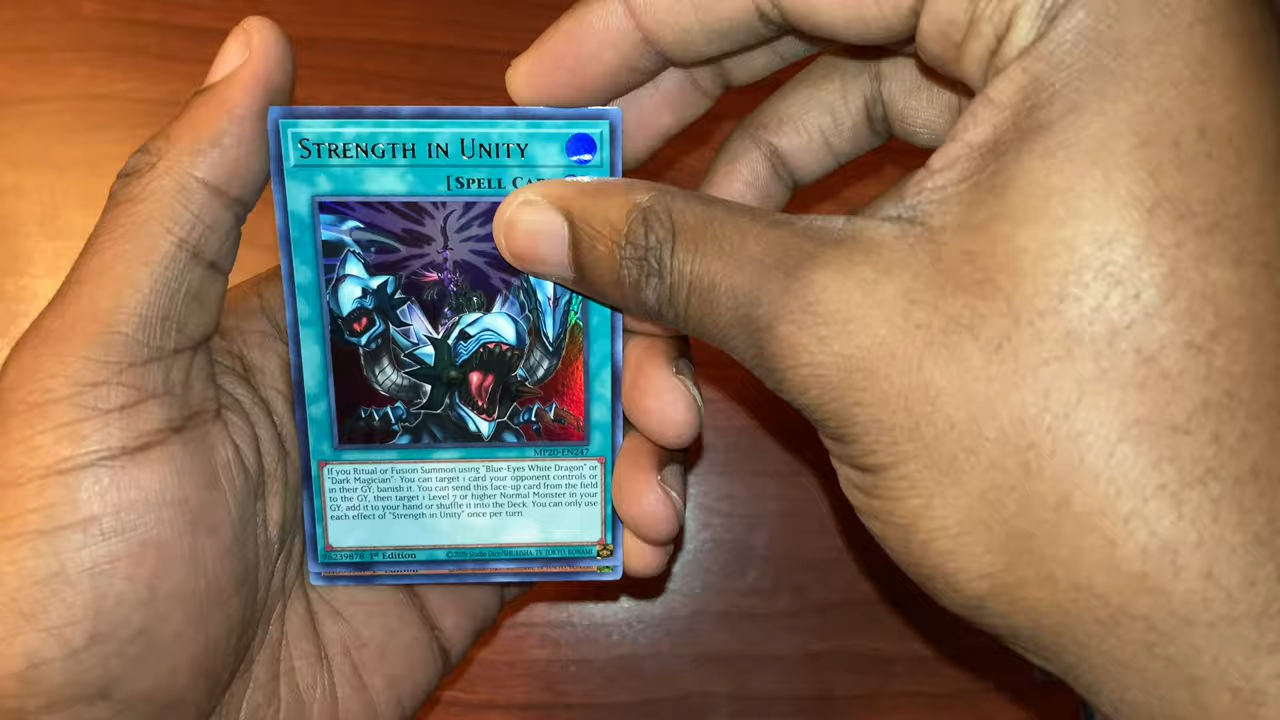 STRENGTH IN UNITY
[SPELL CAR
MP20-EN247
If you Ritual or Fusion Summon using "Blue-Eyes White Dragon" or
"Dark Magician": You can target 1 card your opponent controls or
in their GY; banish it. You can send this face-up card from the field
to the GY, then target 1 Level 7 or higher Normal Monster in your
GY; add it to your hand or shuffle it into the Deck. You can only use
each effect of "Strength in Unity" once per turn.
96239878 1st Edition ©2020 Studio Dice/SHUEISHA, TV TOKYO, KONAMI